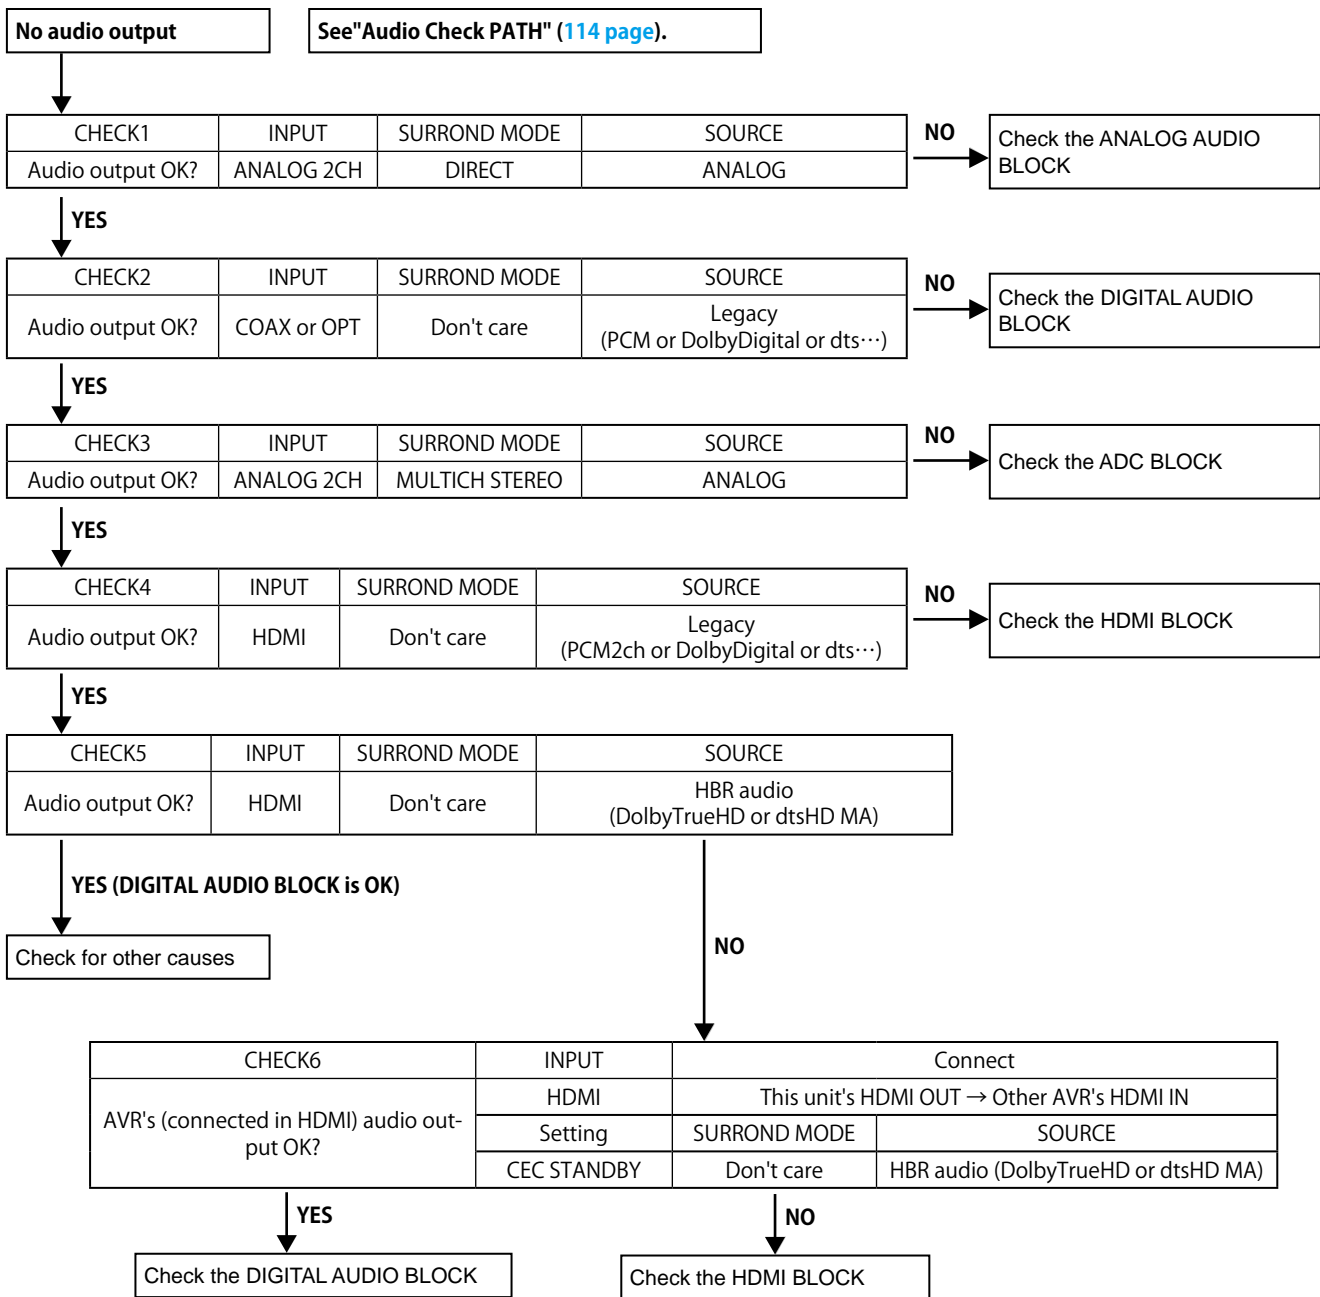 No audio output
See"Audio Check PATH" (114 page).
CHECK1 INPUT SURROND MODE SOURCE
Audio output OK? ANALOG 2CH DIRECT ANALOG
NO
Check the ANALOG AUDIO
BLOCK
YES
CHECK2 INPUT SURROND MODE SOURCE
Audio output OK? COAX or OPT Don't care Legacy
(PCM or DolbyDigital or dts⋯)
NO
Check the DIGITAL AUDIO
BLOCK
YES
CHECK3 INPUT SURROND MODE SOURCE
Audio output OK? ANALOG 2CH MULTICH STEREO ANALOG
NO
Check the ADC BLOCK
YES
CHECK4 INPUT SURROND MODE SOURCE
Audio output OK? HDMI Don't care Legacy
(PCM2ch or DolbyDigital or dts⋯)
NO
Check the HDMI BLOCK
YES
CHECK5 INPUT SURROND MODE SOURCE
Audio output OK? HDMI Don't care HBR audio
(DolbyTrueHD or dtsHD MA)
YES (DIGITAL AUDIO BLOCK is OK)
Check for other causes
NO
CHECK6 INPUT Connect
AVR's (connected in HDMI) audio out-
put OK?
HDMI This unit's HDMI OUT → Other AVR's HDMI IN
Setting SURROND MODE SOURCE
CEC STANDBY Don't care HBR audio (DolbyTrueHD or dtsHD MA)
YES
Check the DIGITAL AUDIO BLOCK
NO
Check the HDMI BLOCK